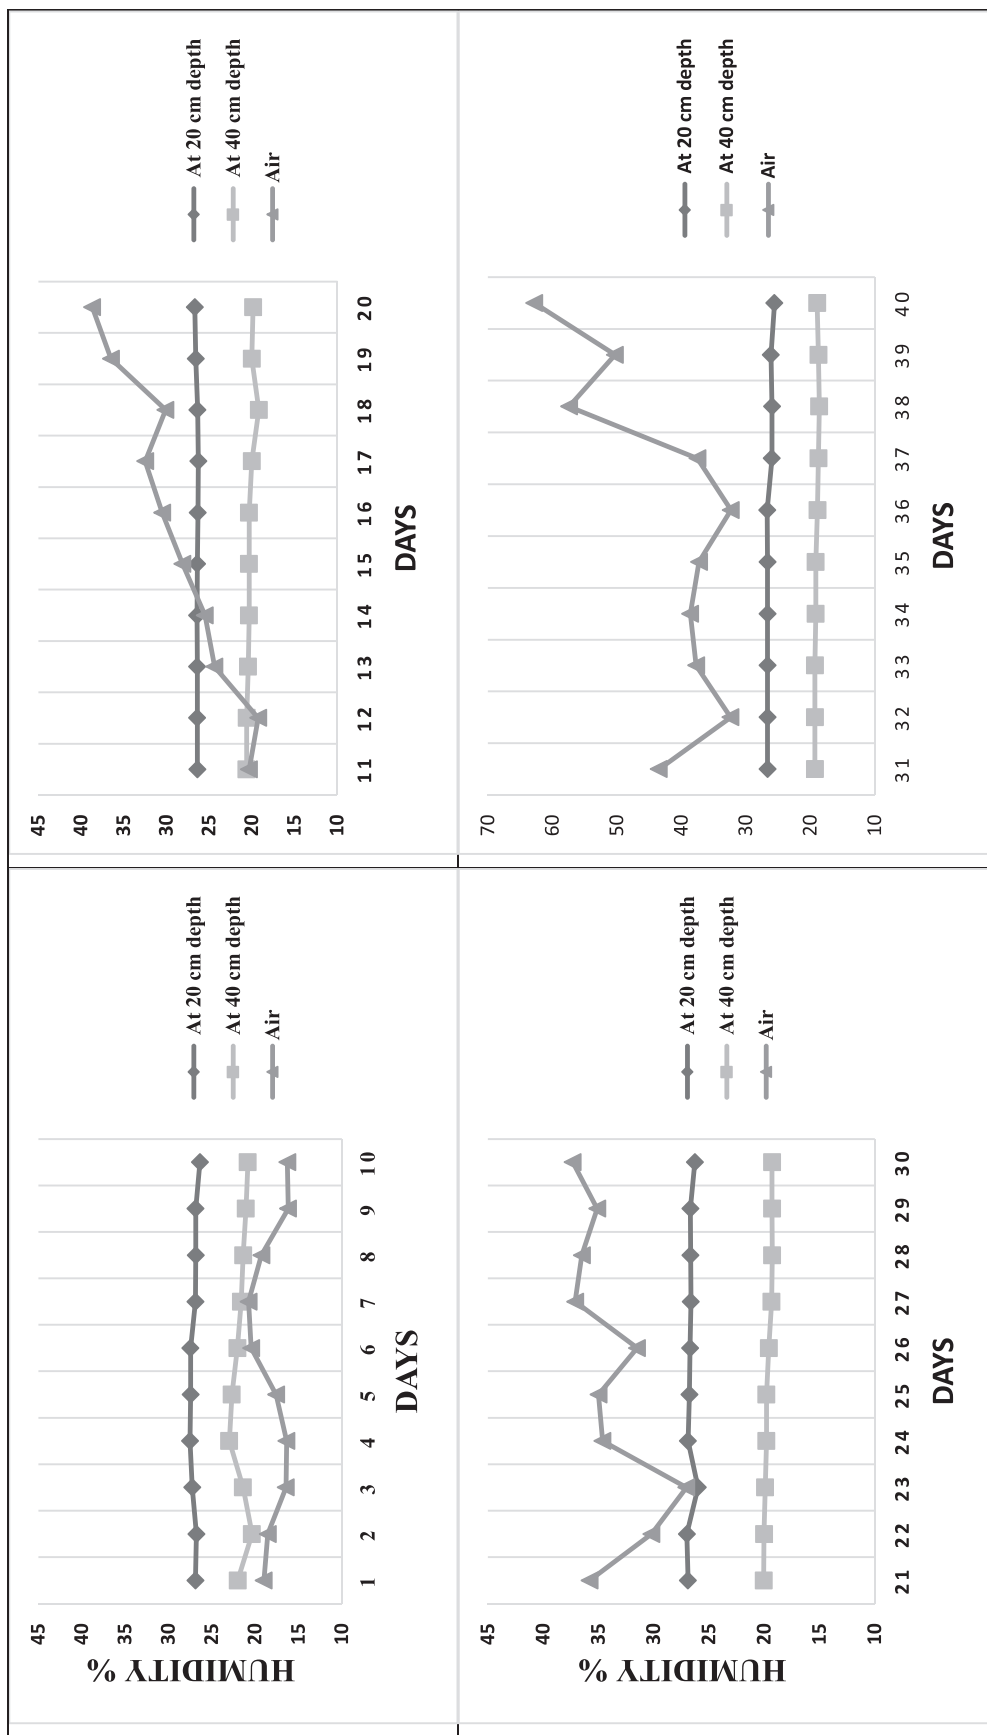 HUMIDITY %
45
40
35
30
25
20
15
10
1 2 3 4 5 6 7 8 9 10
DAYS
At 20 cm depth
At 40 cm depth
Air
45
40
35
30
25
20
15
10
11 12 13 14 15 16 17 18 19 20
DAYS
At 20 cm depth
At 40 cm depth
Air
HUMIDITY %
45
40
35
30
25
20
15
10
21 22 23 24 25 26 27 28 29 30
DAYS
At 20 cm depth
At 40 cm depth
Air
70
60
50
40
30
20
10
31 32 33 34 35 36 37 38 39 40
DAYS
At 20 cm depth
At 40 cm depth
Air